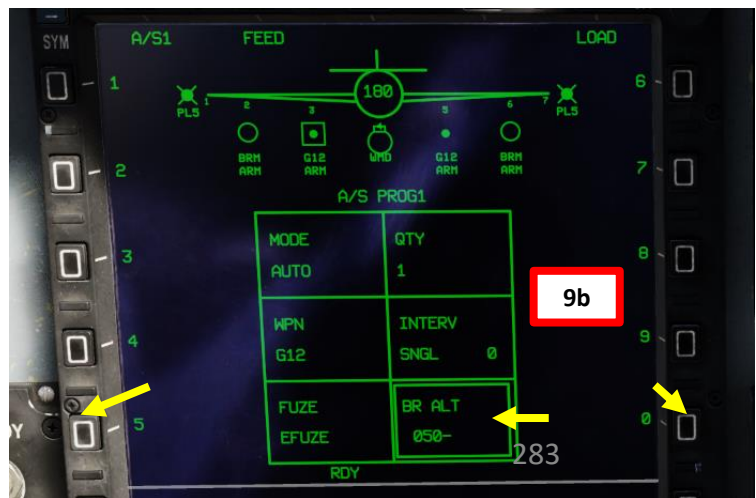 SYM A/S1 FEED LOAD
1 180 6
PL5 1 2 3 5 6 7 PL5
BRM G12 WMD G12 BRM
ARM ARM ARM ARM
2 7
A/S PROG1
MODE QTY
3 AUTO 1 8
9b
WPN INTERV
4 G12 SNGL 0 9
FUZE BR ALT
5 EFUZE 050- 0
283
RDY